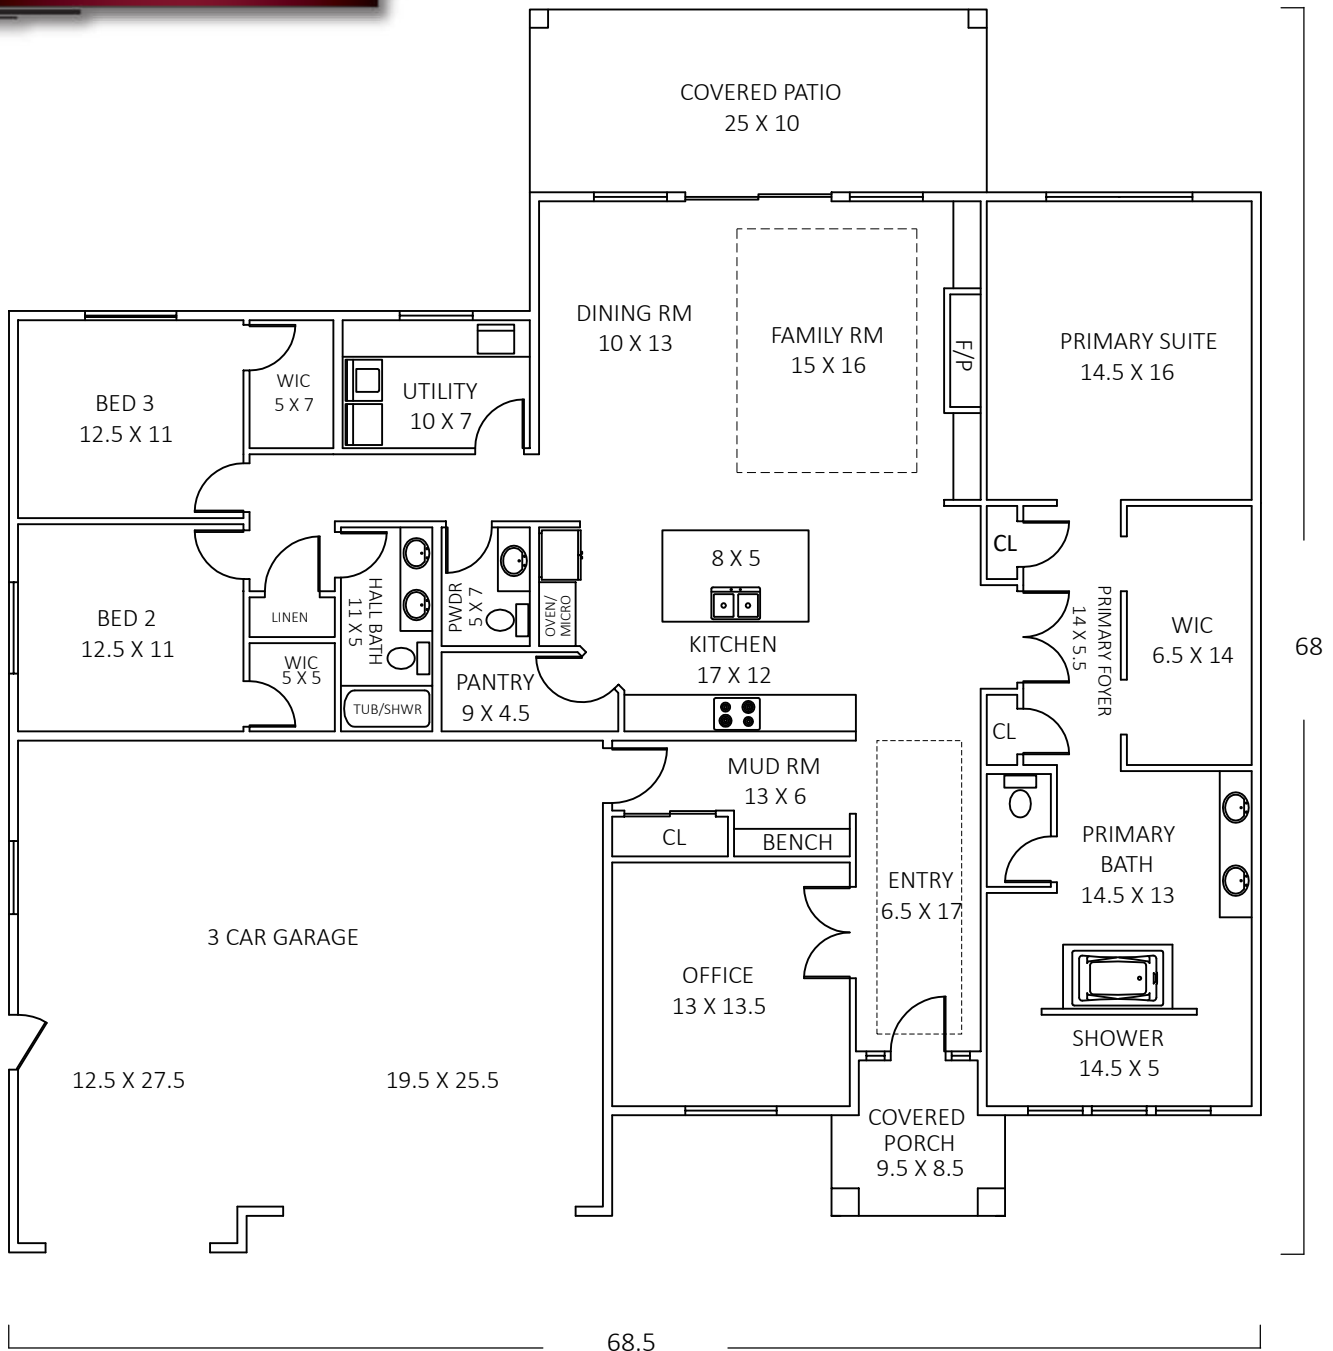 COVERED PATIO
25 X 10
DINING RM
10 X 13
FAMILY RM
15 X 16
F/P
PRIMARY SUITE
14.5 X 16
BED 3
12.5 X 11
WIC
5 X 7
UTILITY
10 X 7
CL
8 X 5
BED 2
12.5 X 11
LINEN
WIC
5 X 5
HALL BATH
11 X 5
TUB/SHWR
PWDR
5 X 7
OVEN/
MICRO
PANTRY
9 X 4.5
KITCHEN
17 X 12
PRIMARY FOYER
14 X 5.5
WIC
6.5 X 14
68
CL
MUD RM
13 X 6
CL
BENCH
ENTRY
6.5 X 17
PRIMARY
BATH
14.5 X 13
3 CAR GARAGE
OFFICE
13 X 13.5
SHOWER
14.5 X 5
12.5 X 27.5
19.5 X 25.5
COVERED
PORCH
9.5 X 8.5
68.5